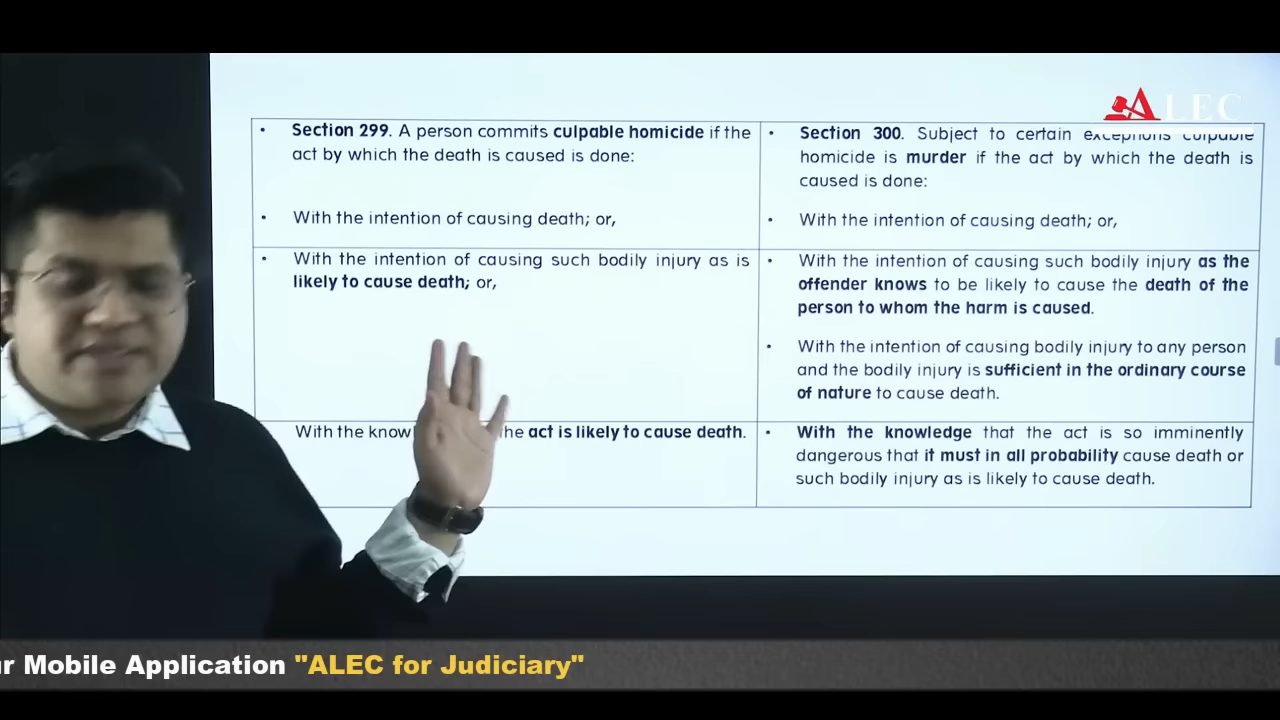 ALEC
Section 299. A person commits culpable homicide if the
act by which the death is caused is done:
• With the intention of causing death; or,
Section 300. Subject to certain exceptions culpable
homicide is murder if the act by which the death is
caused is done:
• With the intention of causing death; or,
• With the intention of causing such bodily injury as is
likely to cause death; or,
• With the intention of causing such bodily injury as the
offender knows to be likely to cause the death of the
person to whom the harm is caused.
• With the intention of causing bodily injury to any person
and the bodily injury is sufficient in the ordinary course
of nature to cause death.
With the act is likely to cause death.
• With the knowledge that the act is so imminently
dangerous that it must in all probability cause death or
such bodily injury as is likely to cause death.
Mobile Application "ALEC for Judiciary"